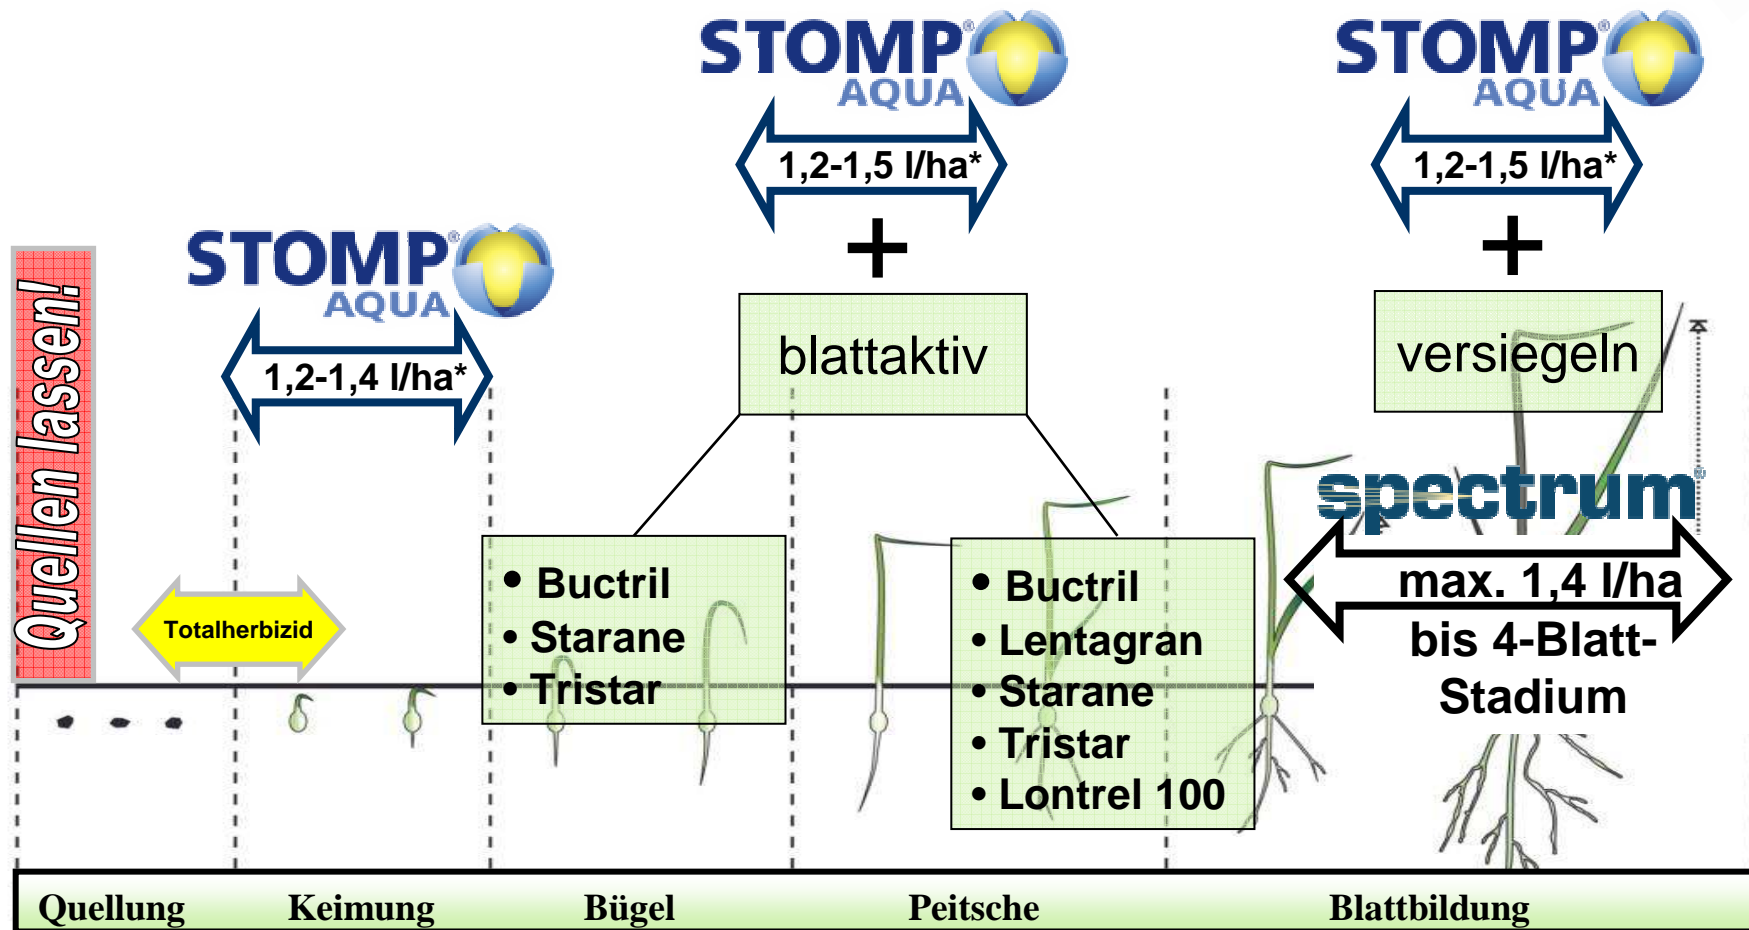 STOMP®
AQUA
1,2-1,5 l/ha*
+
STOMP®
AQUA
1,2-1,5 l/ha*
+
STOMP®
AQUA
1,2-1,4 l/ha*
Quellen lassen!
blattaktiv
versiegeln
Totalherbizid
• Buctril
• Starane
• Tristar
• Buctril
• Lentagran
• Starane
• Tristar
• Lontrel 100
spectrum®
max. 1,4 l/ha
bis 4-Blatt-
Stadium
Quellung Keimung Bügel Peitsche Blattbildung